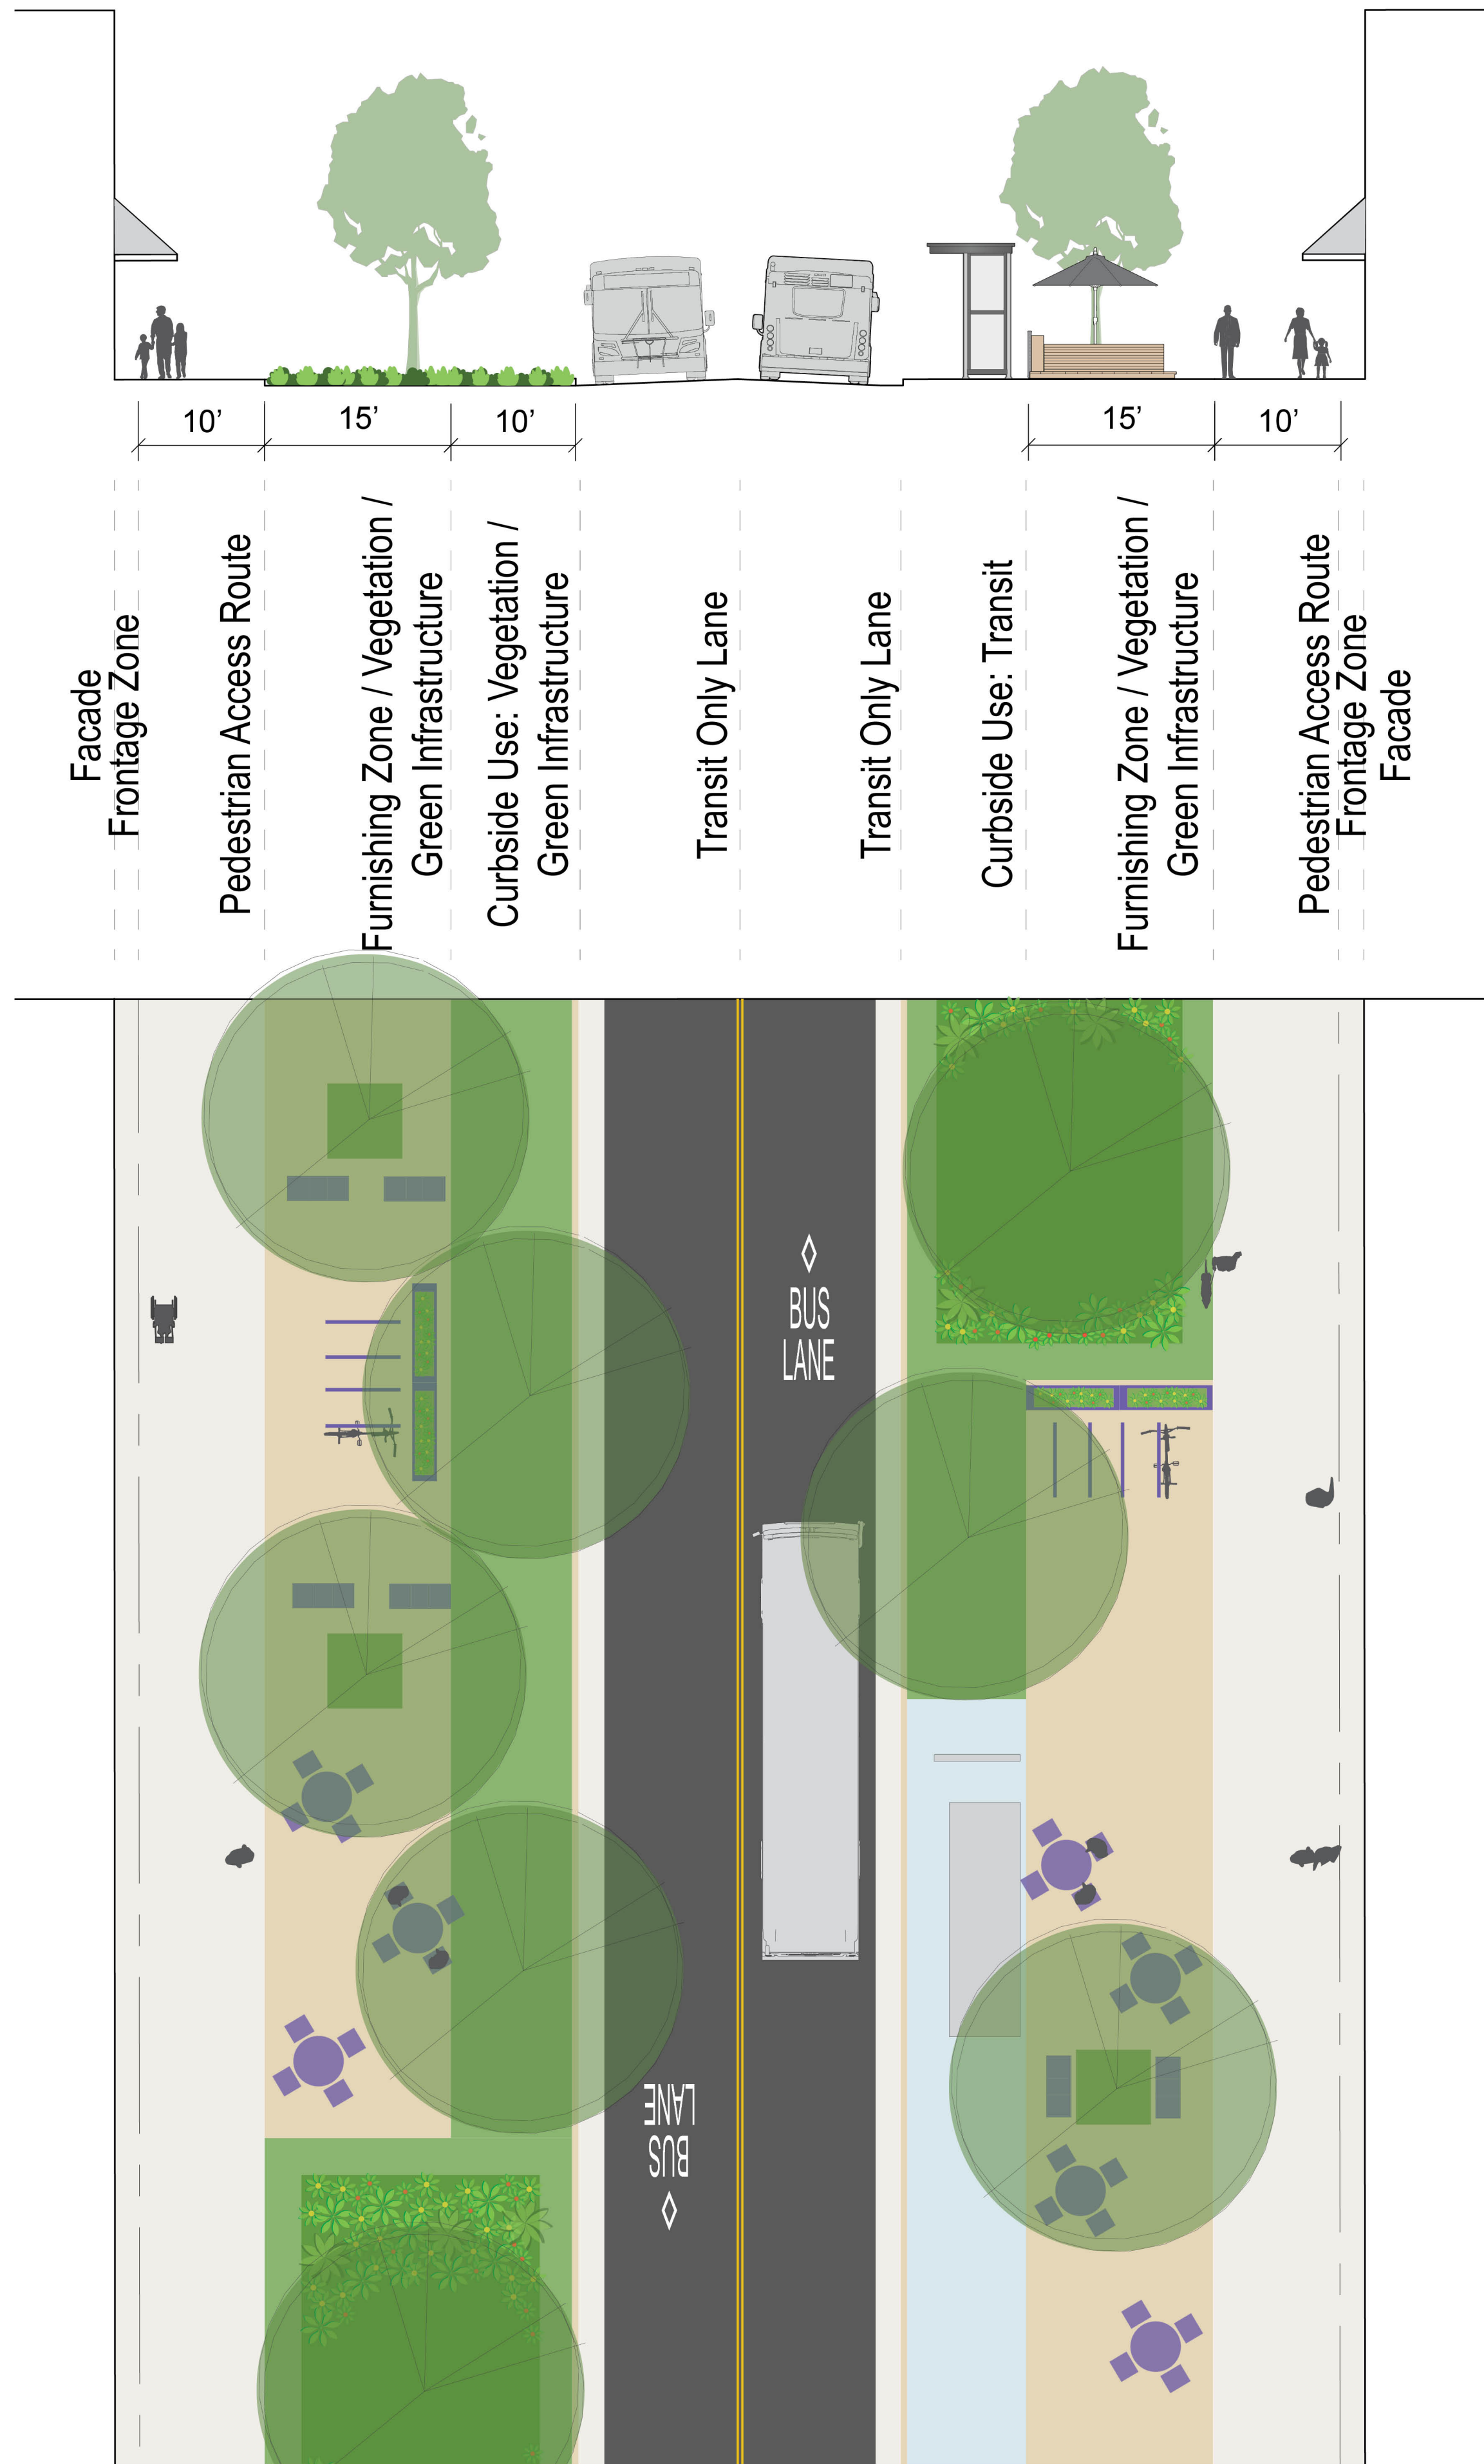 10’
15’
10’
15’
10’
Facade
Frontage Zone
Pedestrian Access Route
Furnishing Zone / Vegetation /
Green Infrastructure
Curbside Use: Vegetation /
Green Infrastructure
Transit Only Lane
Transit Only Lane
Curbside Use: Transit
Furnishing Zone / Vegetation /
Green Infrastructure
Pedestrian Access Route
Frontage Zone
Facade
BUS
LANE
BUS
LANE